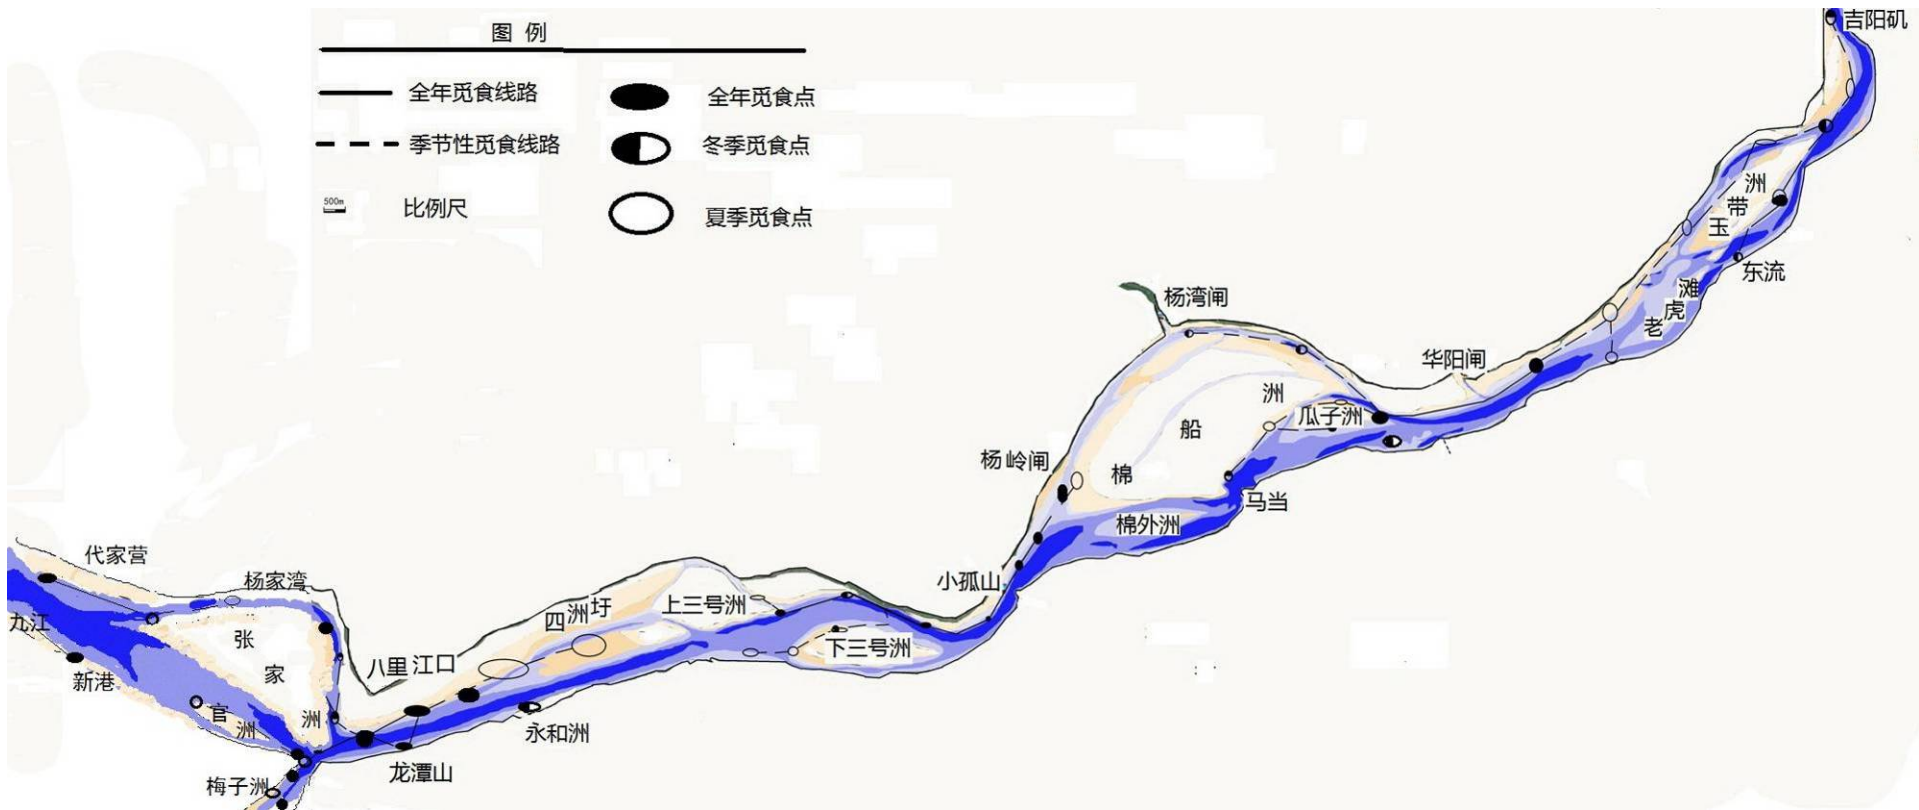 图 例
全年觅食线路
全年觅食点
季节性觅食线路
冬季觅食点
500m
比例尺
夏季觅食点
吉阳矶
洲
带
玉
东流
滩
虎
老
杨湾闸
华阳闸
洲
瓜子洲
船
棉
杨岭闸
马当
棉外洲
小孤山
代家营
杨家湾
九江
张
家
洲
新港
官
洲
八里江口
四洲圩
上三号洲
下三号洲
永和洲
龙潭山
梅子洲